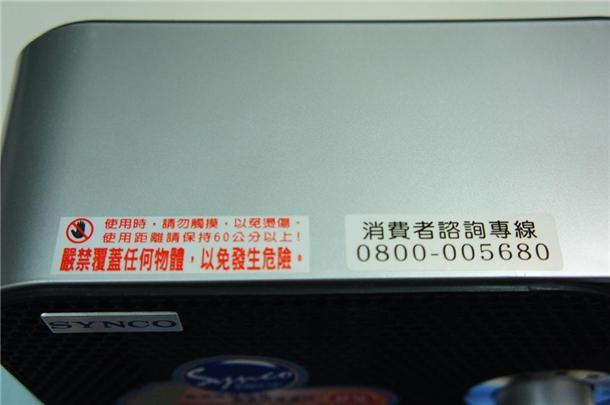 使用時，請勿觸摸，以免燙傷。
使用距離請保持60公分以上！
嚴禁覆蓋任何物體，以免發生危險。
消費者諮詢專線
0800-005680
SYNCO
Synco